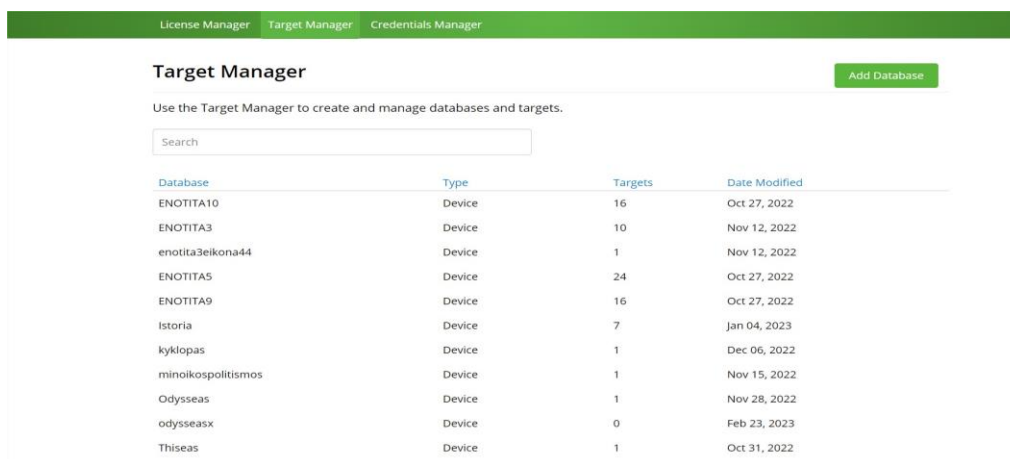 License Manager Target Manager Credentials Manager
Target Manager
Add Database
Use the Target Manager to create and manage databases and targets.
Search
Database Type Targets Date Modified
ENOTITA10 Device 16 Oct 27, 2022
ENOTITA3 Device 10 Nov 12, 2022
enotita3eikona44 Device 1 Nov 12, 2022
ENOTITA5 Device 24 Oct 27, 2022
ENOTITA9 Device 16 Oct 27, 2022
Istoria Device 7 Jan 04, 2023
kyklopas Device 1 Dec 06, 2022
minoikospolitismos Device 1 Nov 15, 2022
Odysseas Device 1 Nov 28, 2022
odysseasx Device 0 Feb 23, 2023
Thiseas Device 1 Oct 31, 2022